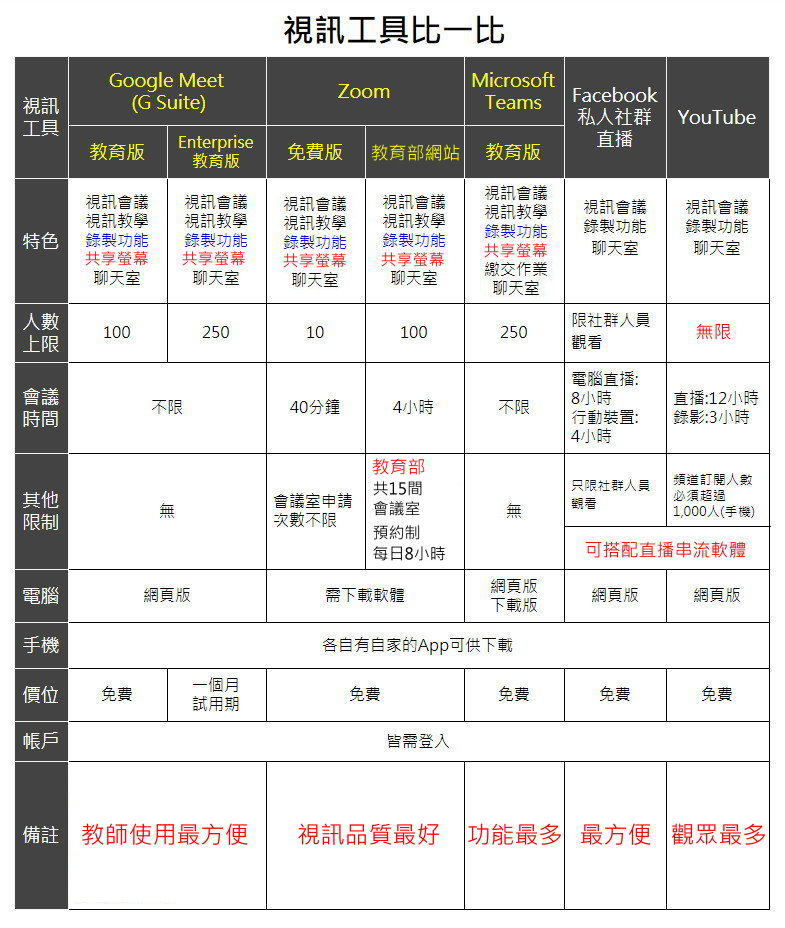 視訊工具比一比
視訊
工具
Google Meet
(G Suite)
Zoom
Microsoft
Teams
Facebook
私人社群
直播
YouTube
教育版
Enterprise
教育版
免費版
教育部網站
教育版
特色
視訊會議
視訊教學
錄製功能
共享螢幕
聊天室
視訊會議
視訊教學
錄製功能
共享螢幕
聊天室
視訊會議
視訊教學
錄製功能
共享螢幕
聊天室
視訊會議
視訊教學
錄製功能
共享螢幕
聊天室
視訊會議
視訊教學
錄製功能
共享螢幕
繳交作業
聊天室
視訊會議
錄製功能
聊天室
視訊會議
錄製功能
聊天室
人數
上限
100
250
10
100
250
限社群人員
觀看
無限
會議
時間
不限
40分鐘
4小時
不限
電腦直播:
8小時
行動裝置:
4小時
直播:12小時
錄影:3小時
其他
限制
無
會議室申請
次數不限
教育部
共15間
會議室
預約制
每日8小時
無
只限社群人員
觀看
頻道訂閱人數
必須超過
1,000人(手機)
可搭配直播串流軟體
電腦
網頁版
需下載軟體
網頁版
下載版
網頁版
網頁版
手機
各自有自家的App可供下載
價位
免費
一個月
試用期
免費
免費
免費
免費
帳戶
皆需登入
備註
教師使用最方便
視訊品質最好
功能最多
最方便
觀眾最多